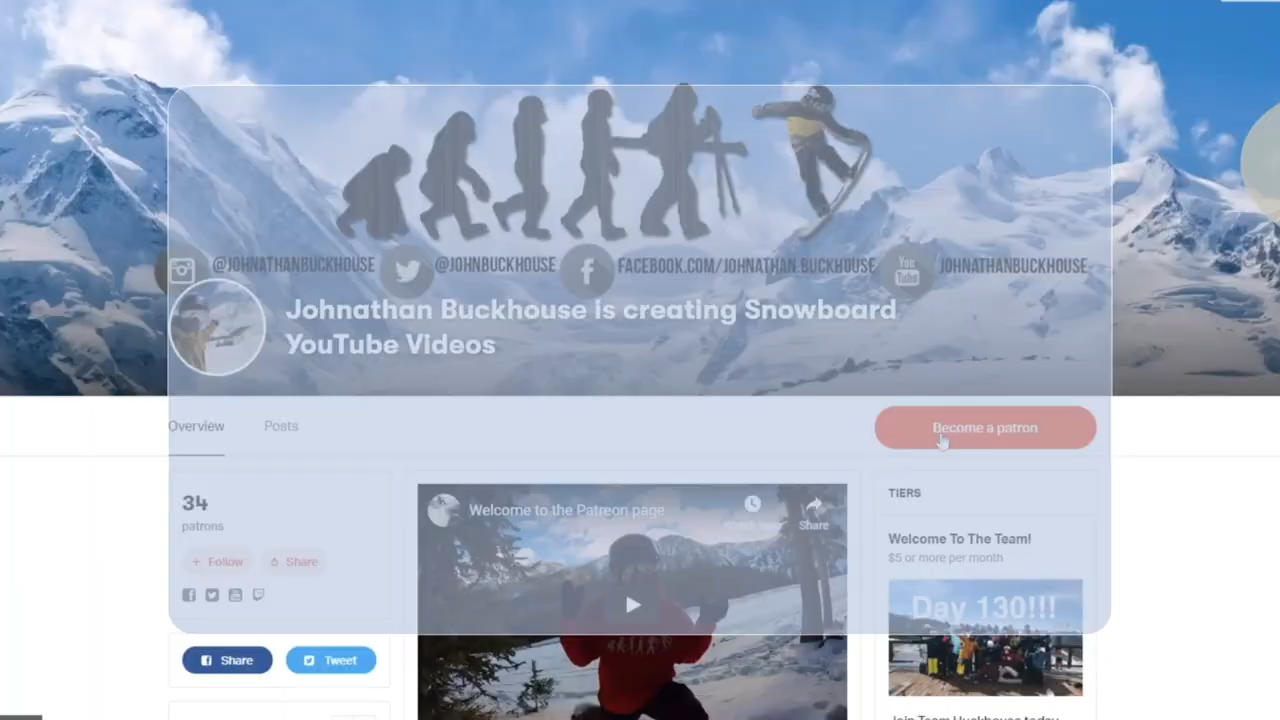 @JOHNATHANBUCKHOUSE
@JOHNBUCKHOUSE
FACEBOOK.COM/JOHNATHAN.BUCKHOUSE
You
Tube
JOHNATHANBUCKHOUSE
Johnathan Buckhouse is creating Snowboard
YouTube Videos
Overview
Posts
Become a patron
34
patrons
+ Follow
Share
Share
Tweet
Welcome to the Patreon page
Share
TIERS
Welcome To The Team!
$5 or more per month
Day 130!!!